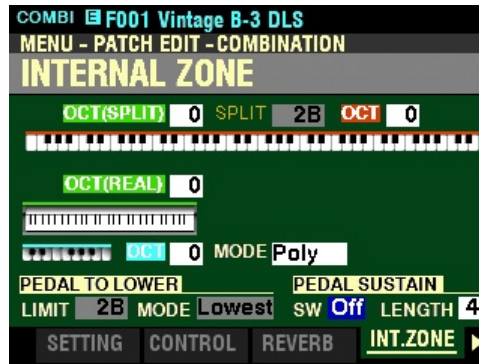 COMBI E F001 Vintage B-3 DLS
MENU - PATCH EDIT - COMBINATION
INTERNAL ZONE
OCT(SPLIT) 0 SPLIT 2B OCT 0
OCT(REAL) 0
OCT 0 MODE Poly
PEDAL TO LOWER PEDAL SUSTAIN
LIMIT 2B MODE Lowest SW Off LENGTH 4
SETTING CONTROL REVERB INT.ZONE